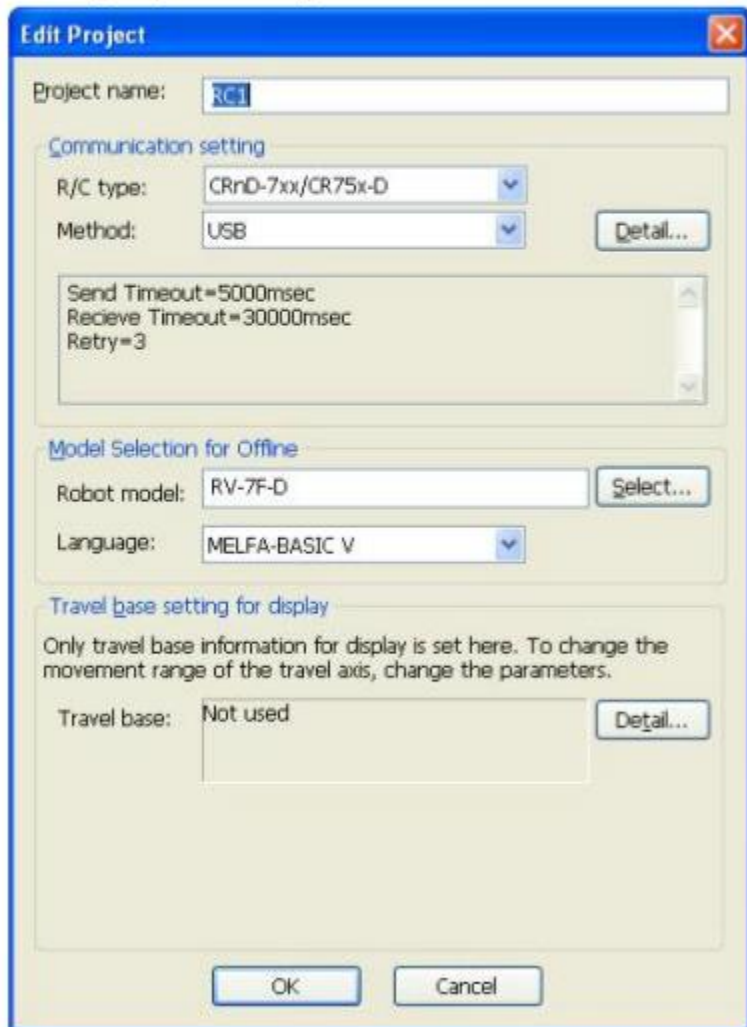 Edit Project
Project name: RC1
Communication setting
R/C type: CRnD-7xx/CR75x-D
Method: USB Detail...
Send Timeout=5000msec
Recieve Timeout=30000msec
Retry=3
Model Selection for Offline
Robot model: RV-7F-D Select...
Language: MELFA-BASIC V
Travel base setting for display
Only travel base information for display is set here. To change the
movement range of the travel axis, change the parameters.
Travel base: Not used Detail...
OK Cancel